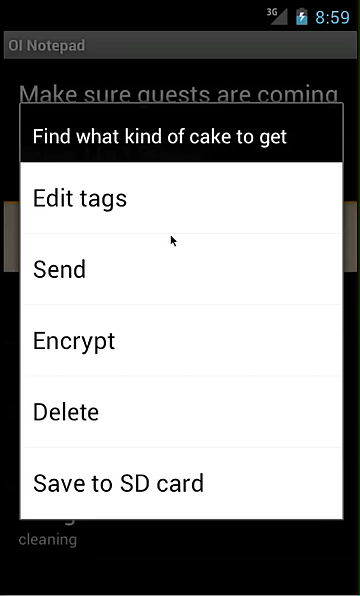 3G 8:59
OI Notepad
Make sure guests are coming
Find what kind of cake to get
Edit tags
Send
Encrypt
Delete
Save to SD card
cleaning